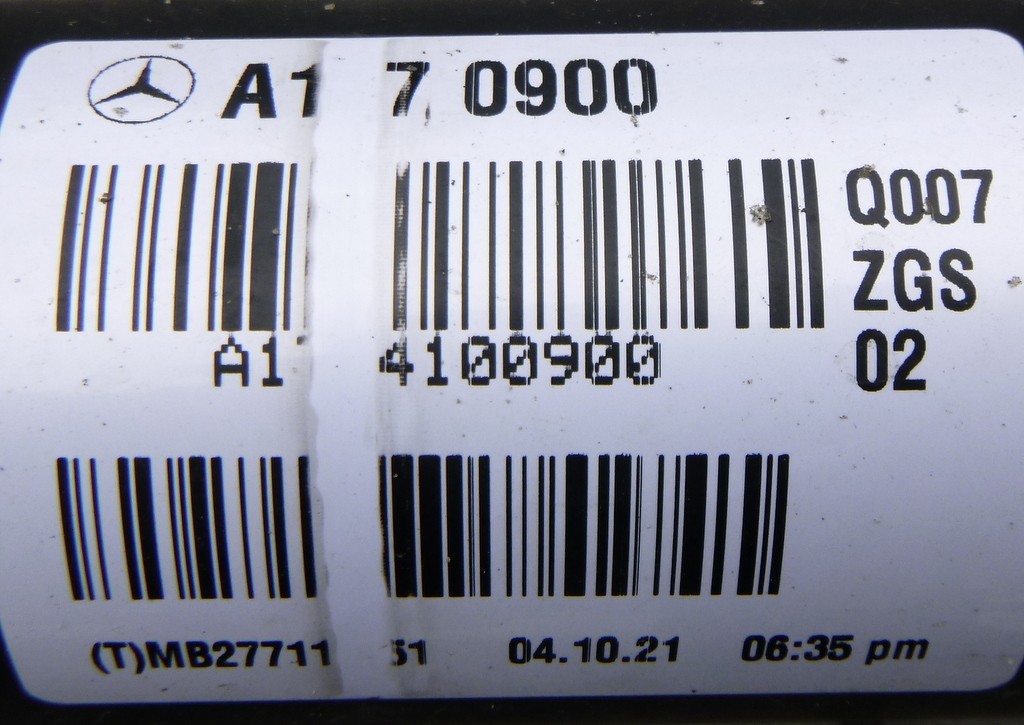 A1 7 0900
Q007
ZGS
02
A1 4100900
(T)MB27711 51 04.10.21 06:35 pm